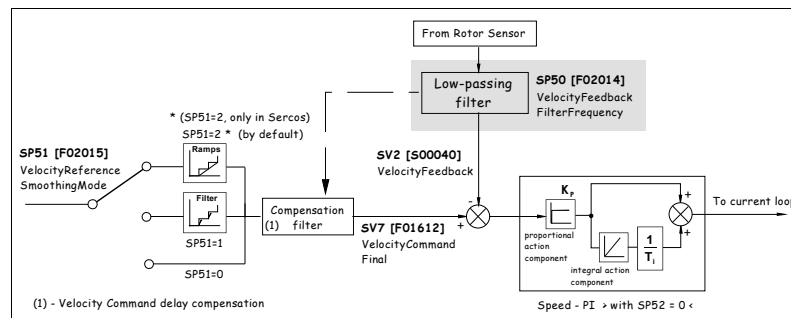 From Rotor Sensor
Low-passing
filter
SP50 [F02014]
VelocityFeedback
FilterFrequency
* (SP51=2, only in Sercos)
SP51=2 * (by default)
SP51 [F02015]
VelocityReference
SmoothingMode
Ramps
SV2 [S00040]
VelocityFeedback
Filter
SP51=1
Compensation
(1) filter
SV7 [F01612]
VelocityCommand
Final
-
+
KP
proportional
action
component
integral action
component
1
Ti
+
+
To current loop
SP51=0
(1) - Velocity Command delay compensation
Speed - PI > with SP52 = 0 <